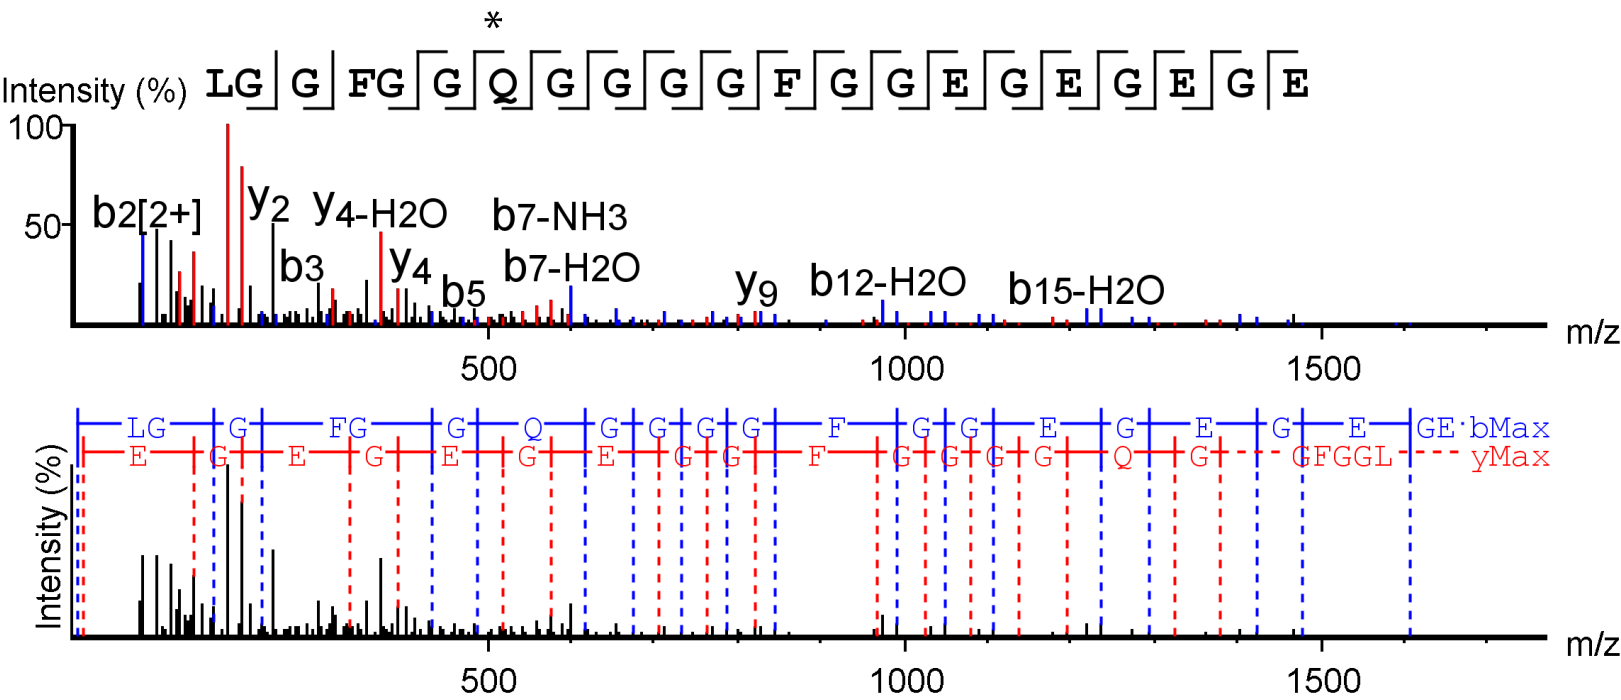 *
Intensity (%) LG G FG G Q G G G G F G G E G E G E G E
100
50
b2[2+] y2 y4-H2O b7-NH3
b3 y4 b5 b7-H2O y9 b12-H2O b15-H2O
m/z
500 1000 1500
LG G FG G Q G G G G F G G E G E G E GE bMax
E G E G E G E G G F G G G G Q G GFGGL yMax
Intensity (%)
m/z
500 1000 1500